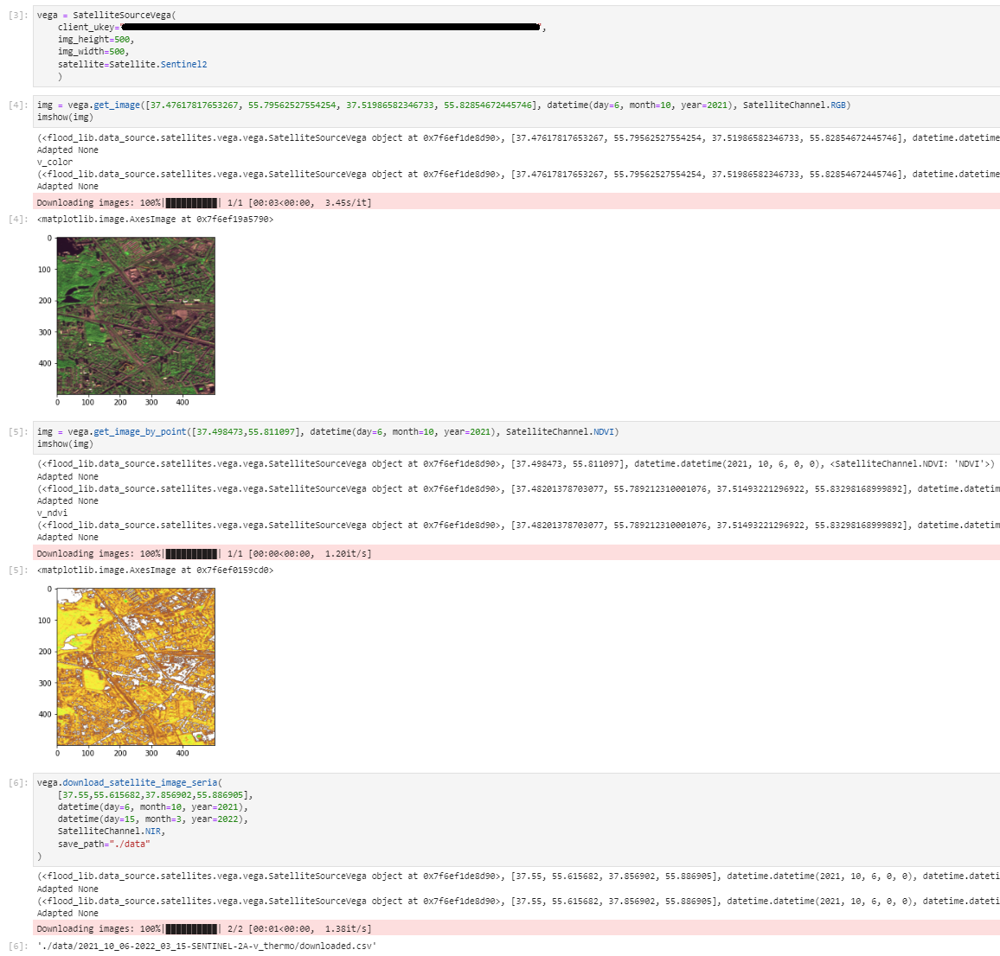 [3]: vega = SatelliteSourceVega(
client_ukey="",
img_height=500,
img_width=500,
satellite=Satellite.Sentinel2
)
[4]: img = vega.get_image([37.47617817653267, 55.79562527554254, 37.51986582346733, 55.82854672445746], datetime(day=6, month=10, year=2021), SatelliteChannel.RGB)
imshow(img)
(<flood_lib.data_source.satellites.vega.vega.SatelliteSourceVega object at 0x7f6ef1de8d90>, [37.47617817653267, 55.79562527554254, 37.51986582346733, 55.82854672445746], datetime.datetime
Adapted None
v_color
(<flood_lib.data_source.satellites.vega.vega.SatelliteSourceVega object at 0x7f6ef1de8d90>, [37.47617817653267, 55.79562527554254, 37.51986582346733, 55.82854672445746], datetime.datetime
Adapted None
Downloading images: 100%|██████████| 1/1 [00:03<00:00, 3.45s/it]
[4]: <matplotlib.image.AxesImage at 0x7f6ef19a5790>
0
100
200
300
400
0 100 200 300 400
[5]: img = vega.get_image_by_point([37.498473,55.811097], datetime(day=6, month=10, year=2021), SatelliteChannel.NDVI)
imshow(img)
(<flood_lib.data_source.satellites.vega.vega.SatelliteSourceVega object at 0x7f6ef1de8d90>, [37.498473, 55.811097], datetime.datetime(2021, 10, 6, 0, 0), <SatelliteChannel.NDVI: 'NDVI'>)
Adapted None
(<flood_lib.data_source.satellites.vega.vega.SatelliteSourceVega object at 0x7f6ef1de8d90>, [37.48201378703077, 55.789212310001076, 37.51493221296922, 55.83298168999892], datetime.datetim
Adapted None
v_ndvi
(<flood_lib.data_source.satellites.vega.vega.SatelliteSourceVega object at 0x7f6ef1de8d90>, [37.48201378703077, 55.789212310001076, 37.51493221296922, 55.83298168999892], datetime.datetim
Adapted None
Downloading images: 100%|██████████| 1/1 [00:00<00:00, 1.20it/s]
[5]: <matplotlib.image.AxesImage at 0x7f6ef0159cd0>
0
100
200
300
400
0 100 200 300 400
[6]: vega.download_satellite_image_seria(
[37.55,55.615682,37.856902,55.886905],
datetime(day=6, month=10, year=2021),
datetime(day=15, month=3, year=2022),
SatelliteChannel.NIR,
save_path="./data"
)
(<flood_lib.data_source.satellites.vega.vega.SatelliteSourceVega object at 0x7f6ef1de8d90>, [37.55, 55.615682, 37.856902, 55.886905], datetime.datetime(2021, 10, 6, 0, 0), datetime.dateti
Adapted None
(<flood_lib.data_source.satellites.vega.vega.SatelliteSourceVega object at 0x7f6ef1de8d90>, [37.55, 55.615682, 37.856902, 55.886905], datetime.datetime(2021, 10, 6, 0, 0), datetime.dateti
Adapted None
Downloading images: 100%|██████████| 2/2 [00:01<00:00, 1.38it/s]
[6]: './data/2021_10_06-2022_03_15-SENTINEL-2A-v_thermo/downloaded.csv'